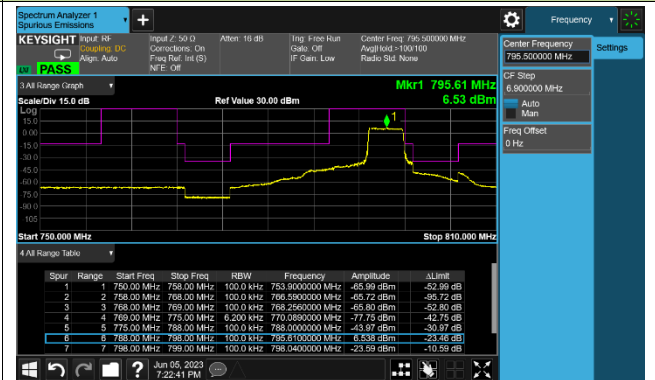 Spectrum Analyzer 1
Spurious Emissions
Frequency
KEYSIGHT
Input: RF
Coupling: DC
Align: Auto
Input Z: 50 Ω
Corrections: On
Freq Ref: Int (S)
NFE: Off
Atten: 16 dB
Trig: Free Run
Gate: Off
IF Gain: Low
Center Freq: 795.500000 MHz
Avg|Hold:>100/100
Radio Std: None
PASS
Center Frequency
795.500000 MHz
Settings
CF Step
6.900000 MHz
Auto
Man
Freq Offset
0 Hz
3 All Range Graph
Mkr1 795.61 MHz
6.53 dBm
Scale/Div 15.0 dB
Ref Value 30.00 dBm
Log
15.0
0.00
-15.0
-30.0
-45.0
-60.0
-75.0
-90.0
-105
1
Start 750.000 MHz
Stop 810.000 MHz
4 All Range Table
Spur Range Start Freq Stop Freq RBW Frequency Amplitude ΔLimit
1 1 750.00 MHz 758.00 MHz 100.0 kHz 753.9000000 MHz -65.99 dBm -52.99 dB
2 2 758.00 MHz 768.00 MHz 100.0 kHz 766.5900000 MHz -65.72 dBm -95.72 dB
3 3 768.00 MHz 769.00 MHz 100.0 kHz 768.2560000 MHz -65.80 dBm -52.80 dB
4 4 769.00 MHz 775.00 MHz 6.200 kHz 770.0890000 MHz -77.75 dBm -42.75 dB
5 5 775.00 MHz 788.00 MHz 100.0 kHz 788.0000000 MHz -43.97 dBm -30.97 dB
6 6 788.00 MHz 798.00 MHz 100.0 kHz 795.6100000 MHz 6.538 dBm -23.46 dB
7 7 798.00 MHz 799.00 MHz 100.0 kHz 798.0400000 MHz -23.59 dBm -10.59 dB
Jun 05, 2023
7:22:41 PM